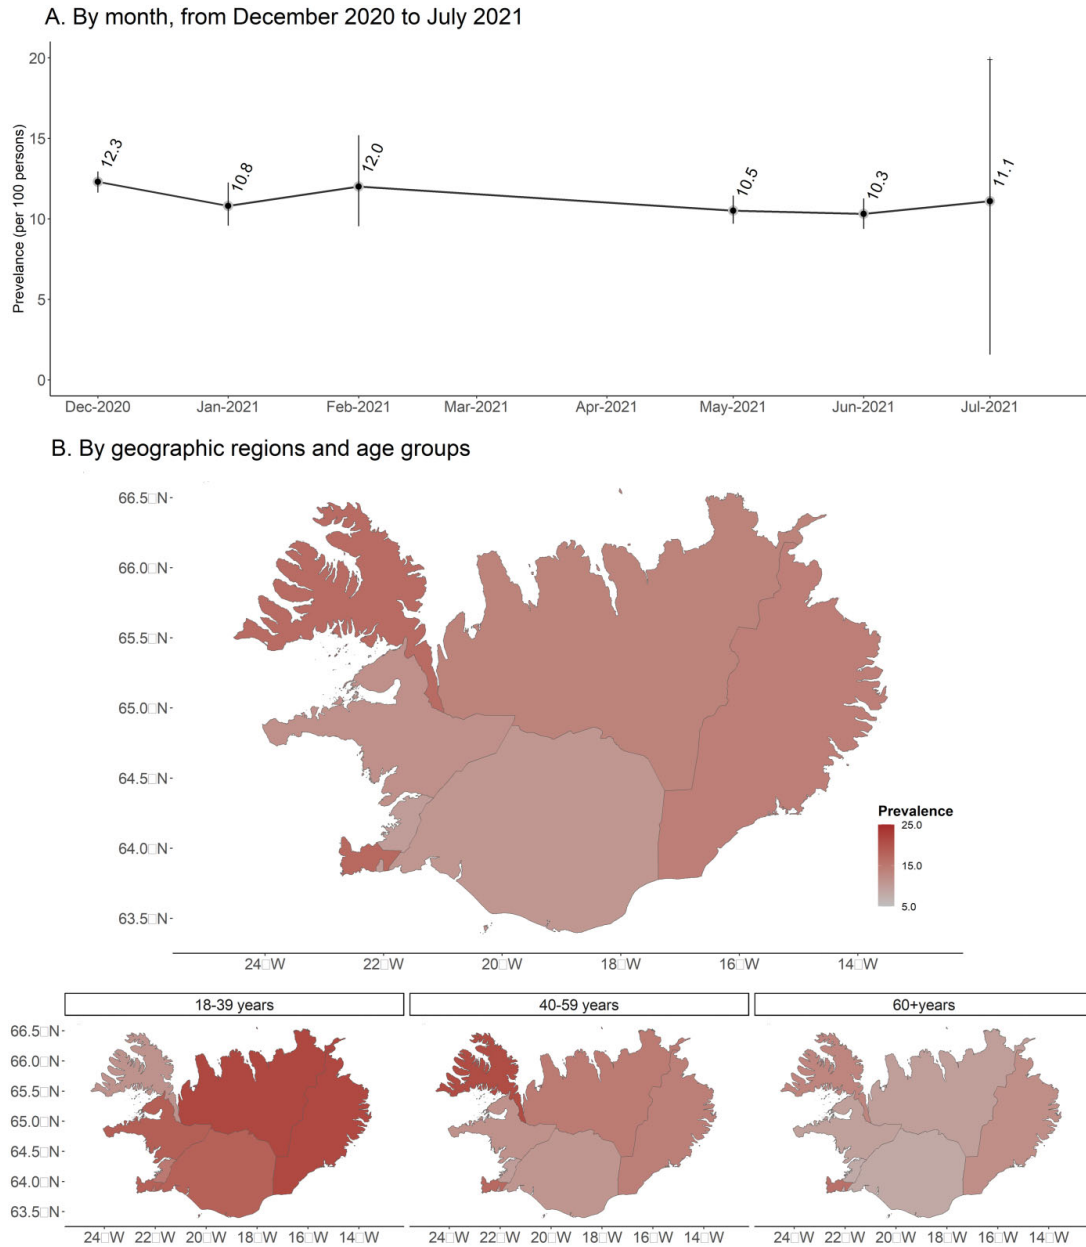 A. By month, from December 2020 to July 2021
20
15
10
5
0
Prevelance (per 100 persons)
12.3
10.8
12.0
10.5
10.3
11.1
Dec-2020 Jan-2021 Feb-2021 Mar-2021 Apr-2021 May-2021 Jun-2021 Jul-2021
B. By geographic regions and age groups
66.5□N
66.0□N
65.5□N
65.0□N
64.5□N
64.0□N
63.5□N
Prevalence
25.0
15.0
5.0
24□W 22□W 20□W 18□W 16□W 14□W
18-39 years 40-59 years 60+years
66.5□N
66.0□N
65.5□N
65.0□N
64.5□N
64.0□N
63.5□N
24□W 22□W 20□W 18□W 16□W 14□W 24□W 22□W 20□W 18□W 16□W 14□W 24□W 22□W 20□W 18□W 16□W 14□W